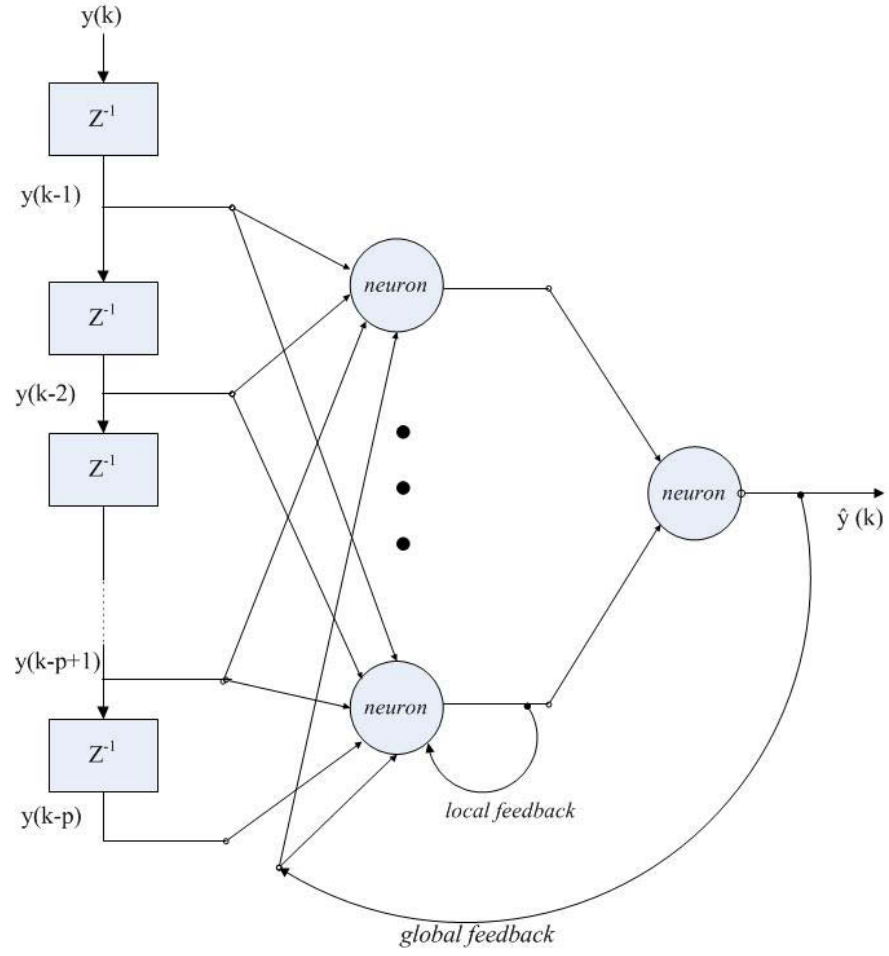 y(k)
Z⁻¹
y(k-1)
neuron
Z⁻¹
y(k-2)
Z⁻¹
neuron
ŷ (k)
y(k-p+1)
neuron
Z⁻¹
local feedback
y(k-p)
global feedback